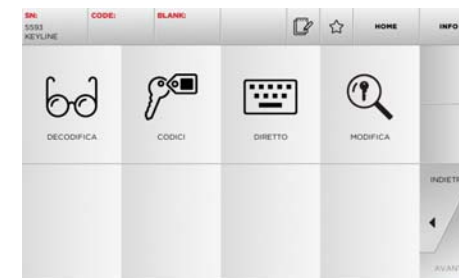 SN:
5593
KEYLINE
CODE:
BLANK:
HOME
INFO
DECODIFICA
CODICI
DIRETTO
MODIFICA
INDIETR
AVANT